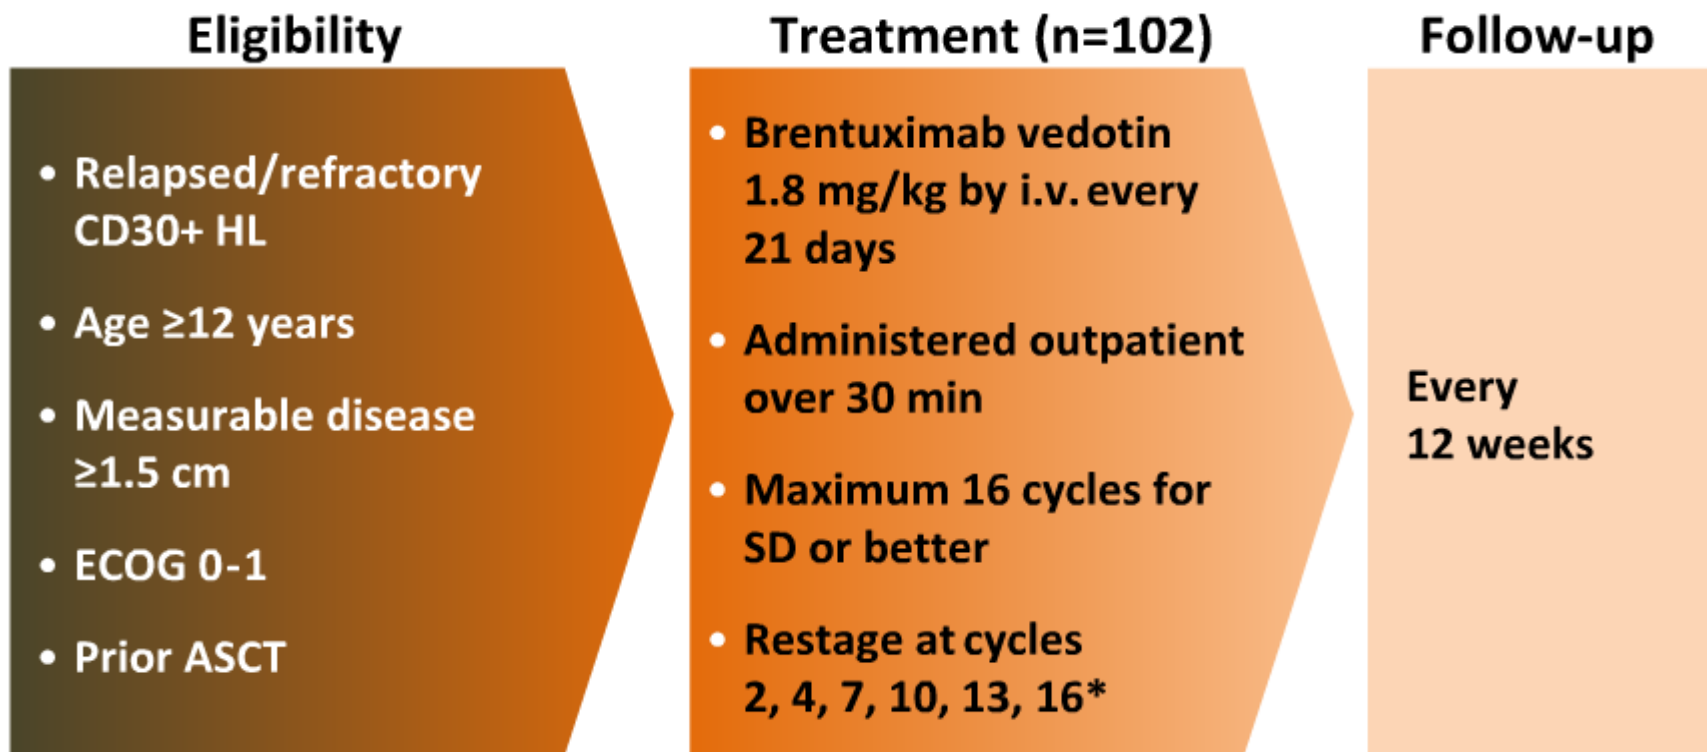 Eligibility
• Relapsed/refractory
CD30+ HL
• Age ≥12 years
• Measurable disease
≥1.5 cm
• ECOG 0-1
• Prior ASCT
Treatment (n=102)
• Brentuximab vedotin
1.8 mg/kg by i.v. every
21 days
• Administered outpatient
over 30 min
• Maximum 16 cycles for
SD or better
• Restage at cycles
2, 4, 7, 10, 13, 16*
Follow-up
Every
12 weeks